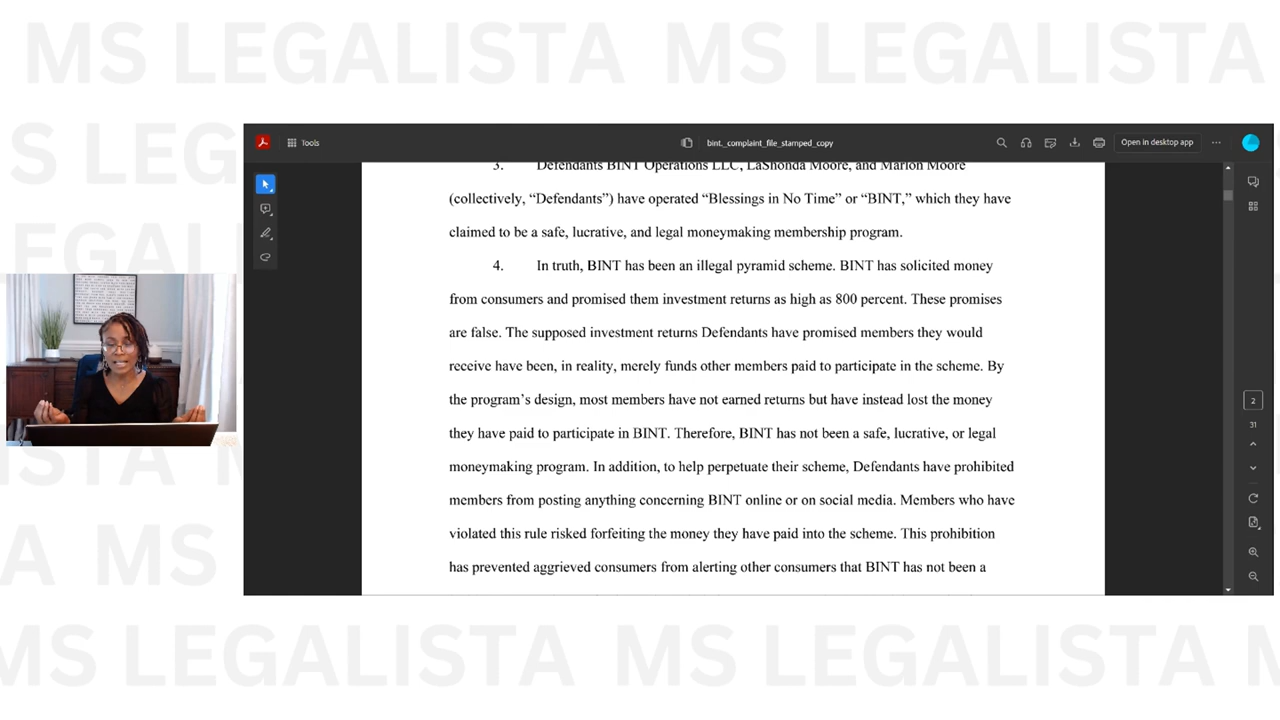 MS LEGALISTA MS LEGALISTA
S LEG
Tools
bint._complaint_file_stamped_copy
Open in desktop app
3. Defendants BINT Operations LLC, LaShonda Moore, and Marlon Moore
(collectively, “Defendants”) have operated “Blessings in No Time” or “BINT,” which they have
claimed to be a safe, lucrative, and legal moneymaking membership program.
4. In truth, BINT has been an illegal pyramid scheme. BINT has solicited money
from consumers and promised them investment returns as high as 800 percent. These promises
are false. The supposed investment returns Defendants have promised members they would
receive have been, in reality, merely funds other members paid to participate in the scheme. By
the program’s design, most members have not earned returns but have instead lost the money
they have paid to participate in BINT. Therefore, BINT has not been a safe, lucrative, or legal
moneymaking program. In addition, to help perpetuate their scheme, Defendants have prohibited
members from posting anything concerning BINT online or on social media. Members who have
violated this rule risked forfeiting the money they have paid into the scheme. This prohibition
has prevented aggrieved consumers from alerting other consumers that BINT has not been a
2
31
A MS
MS LEGALISTA MS LEGALISTA M